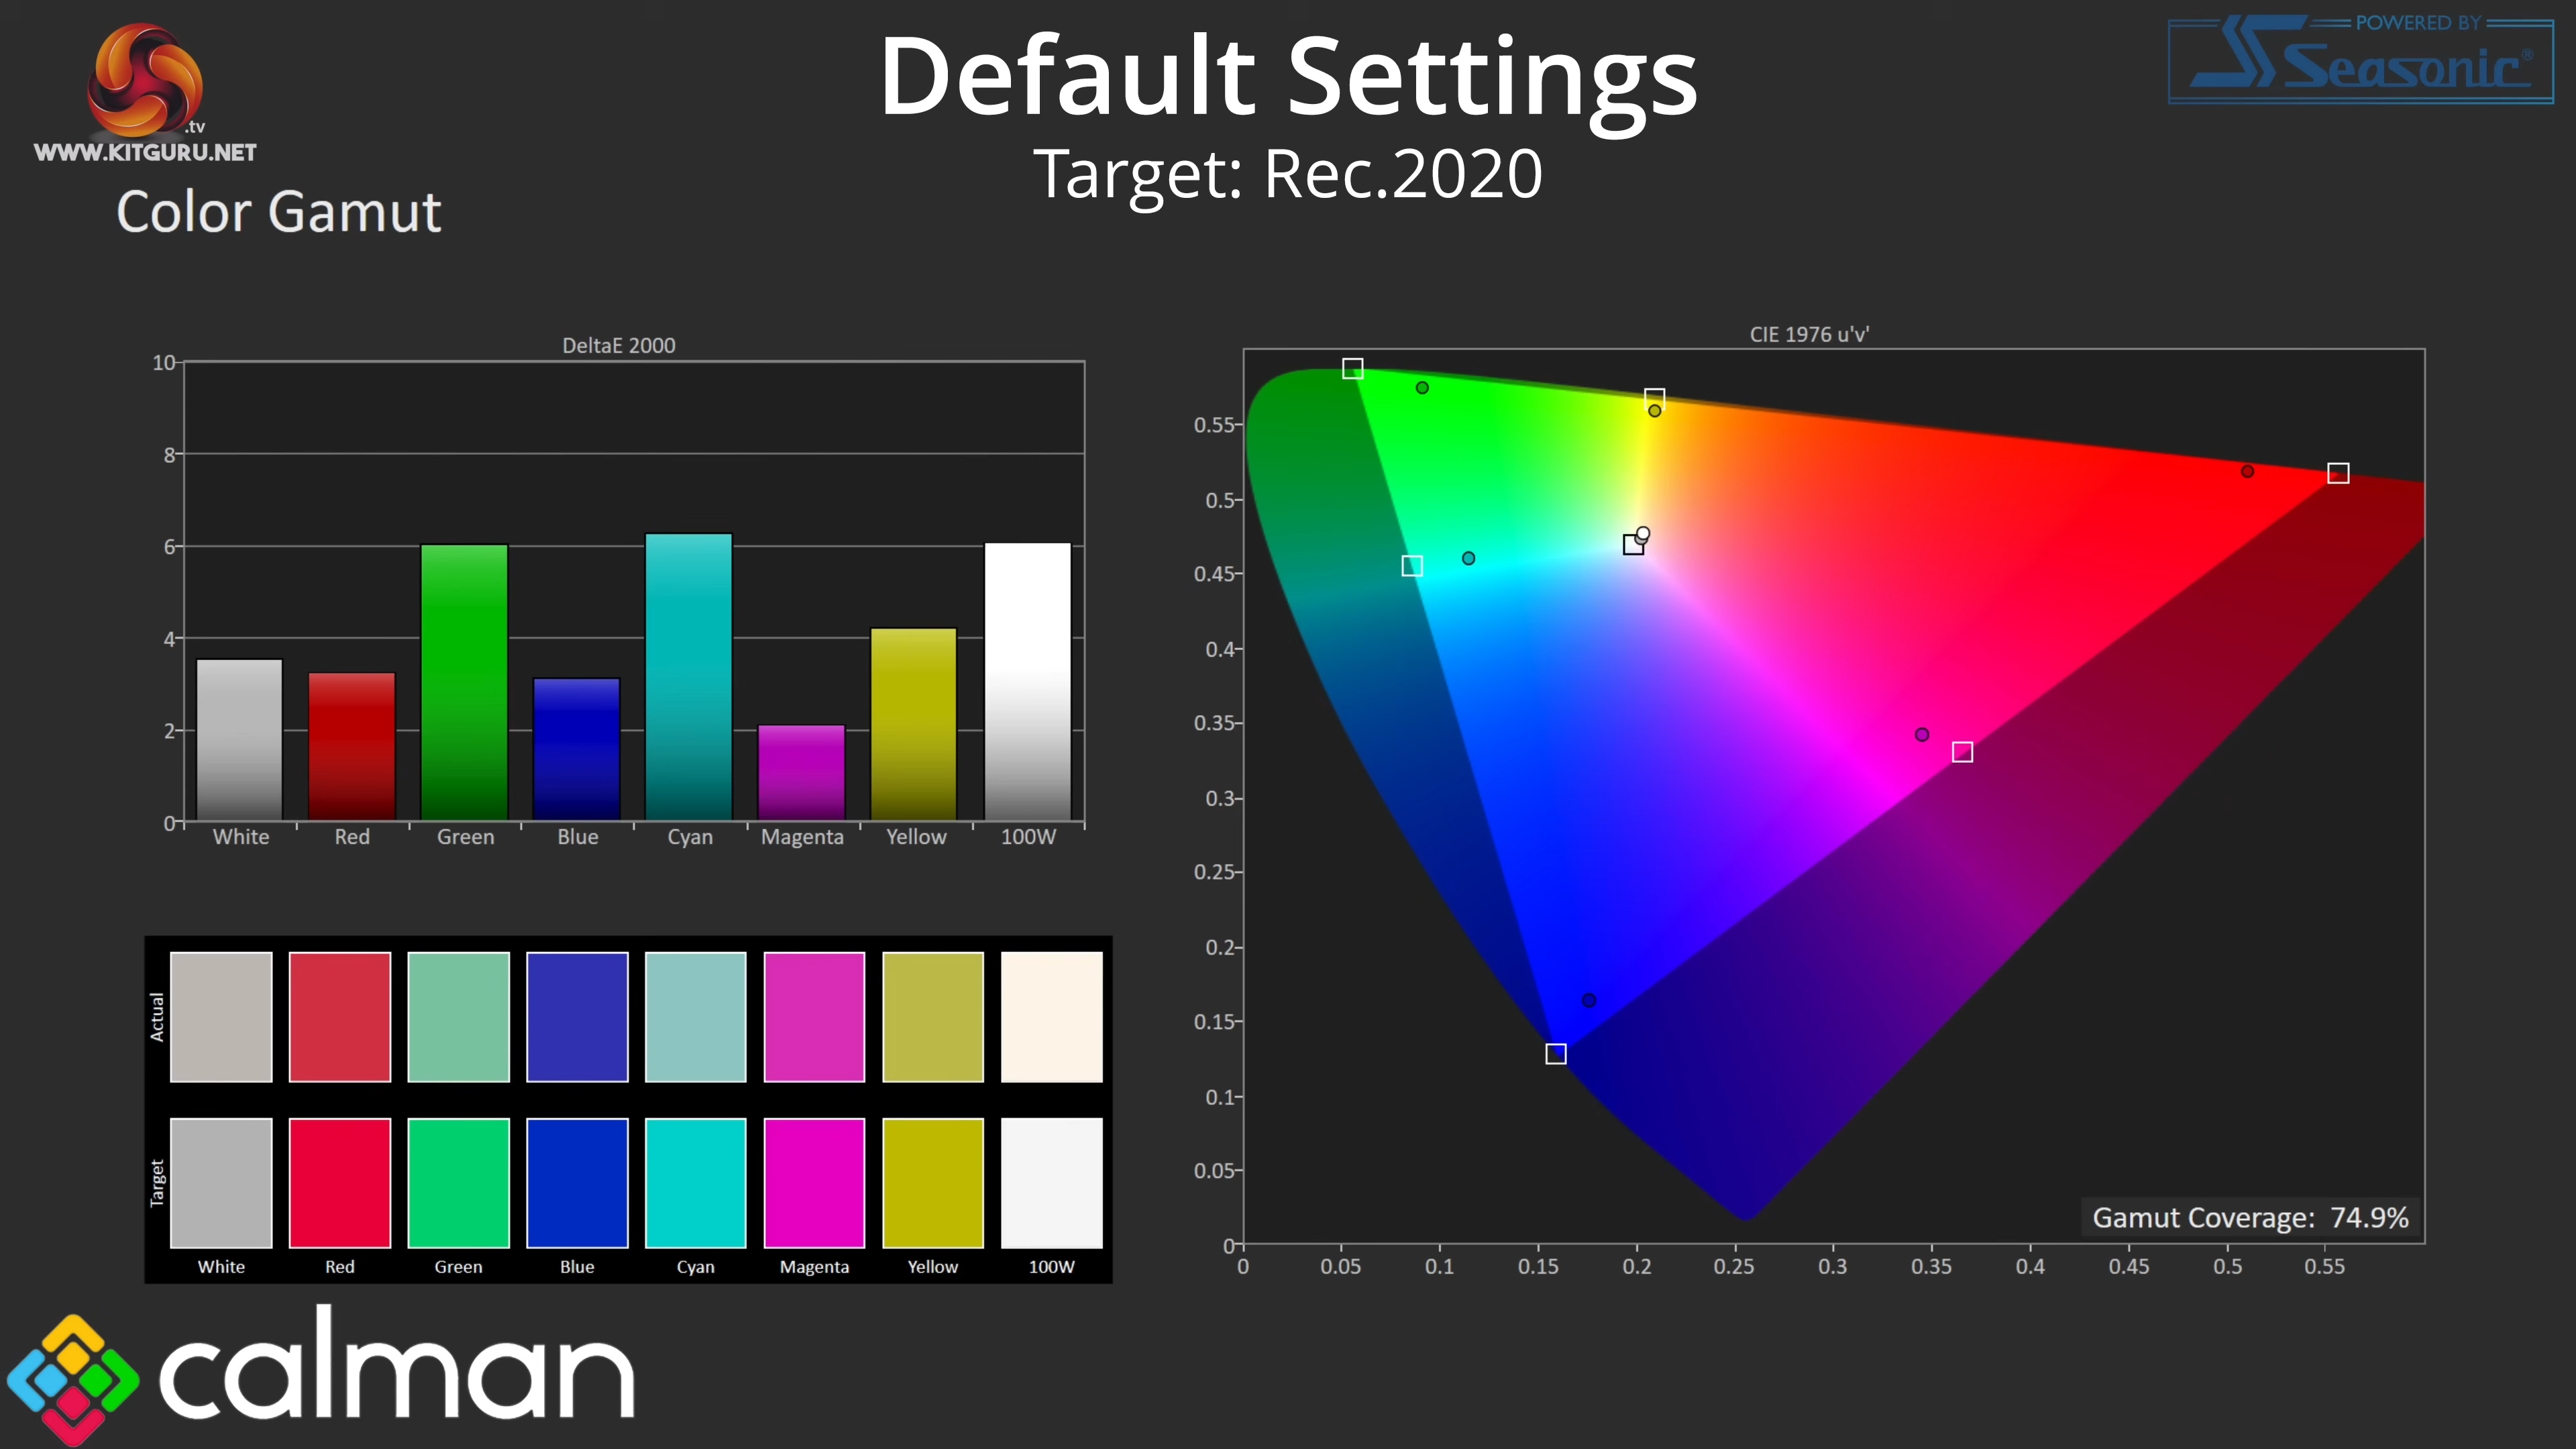 Default Settings
Target: Rec.2020
.tv
WWW.KITGURU.NET
POWERED BY
Seasonic®
Color Gamut
DeltaE 2000
10
8
6
4
2
0
White Red Green Blue Cyan Magenta Yellow 100W
Actual
Target
White Red Green Blue Cyan Magenta Yellow 100W
CIE 1976 u'v'
0.55
0.5
0.45
0.4
0.35
0.3
0.25
0.2
0.15
0.1
0.05
0
0 0.05 0.1 0.15 0.2 0.25 0.3 0.35 0.4 0.45 0.5 0.55
Gamut Coverage: 74.9%
calman